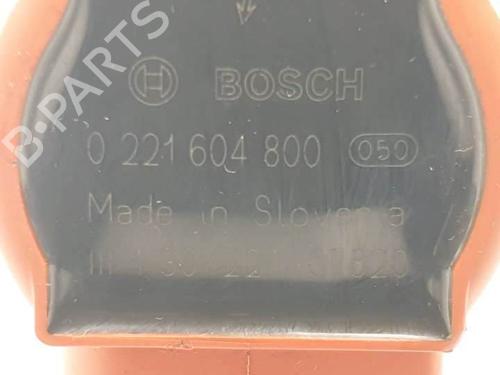 B-PARTS
BOSCH
0 221 604 800 050
Made in Slovenia